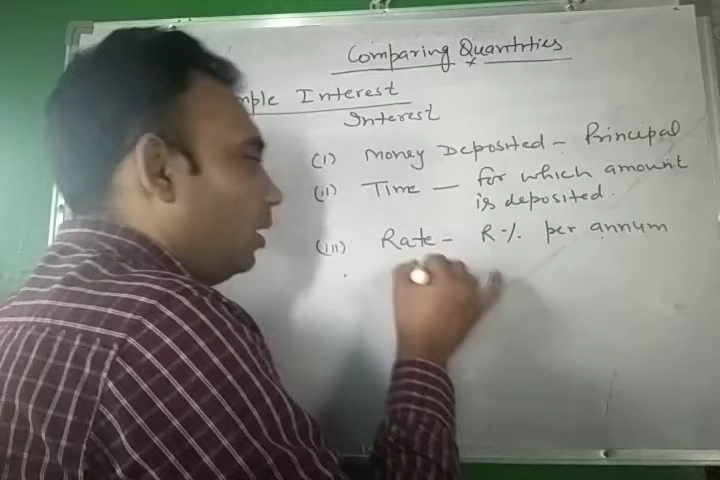 Comparing Quantities
mple Interest
Interest
(i) Money Deposited - Principal
(ii) Time - for which amount
is deposited.
(iii) Rate - R% per annum